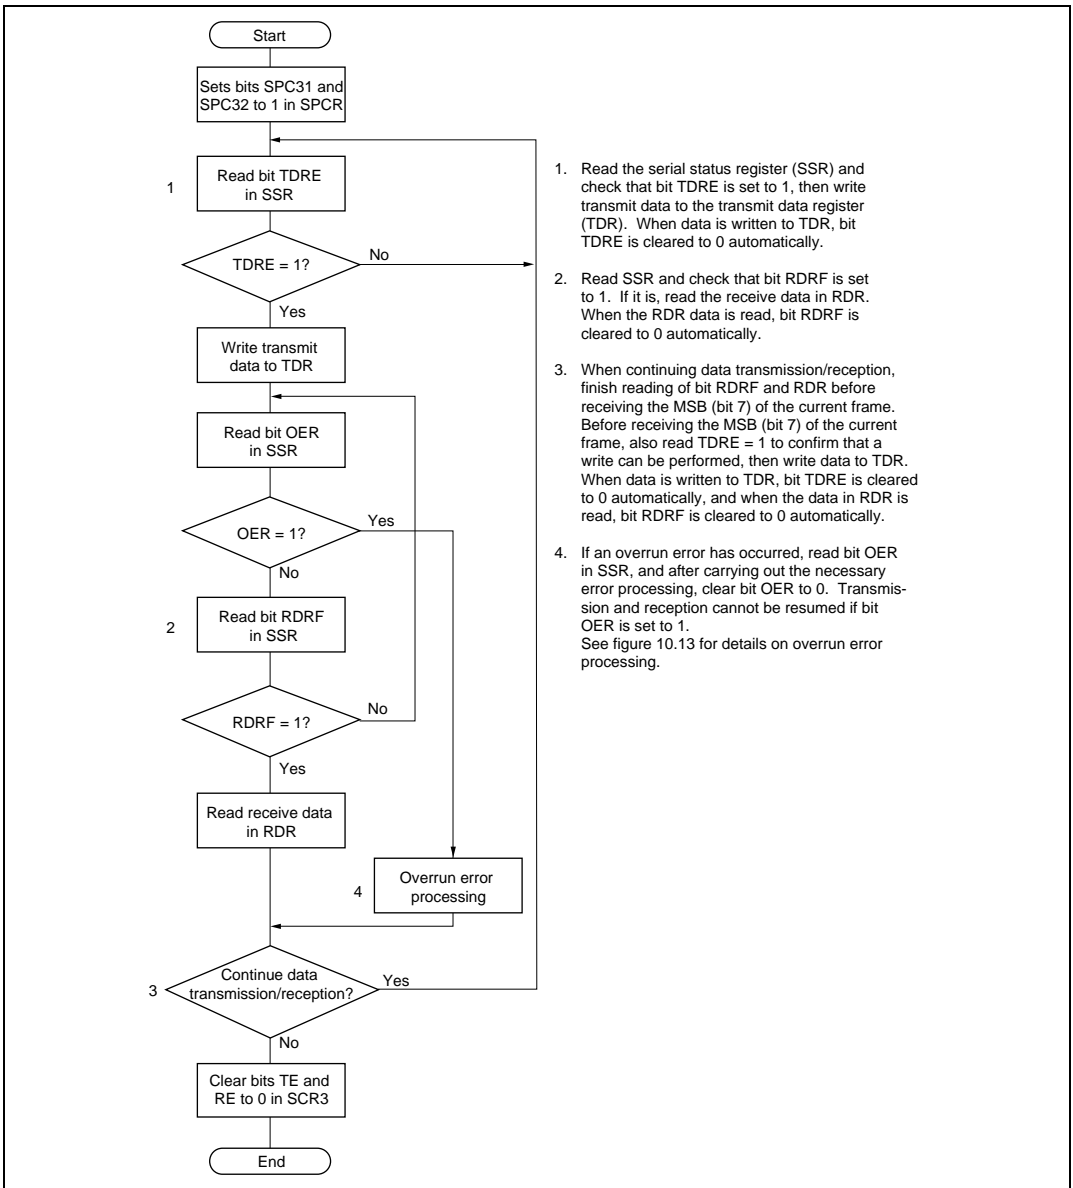 Start
Sets bits SPC31 and
SPC32 to 1 in SPCR
1
Read bit TDRE
in SSR
TDRE = 1?
No
Yes
Write transmit
data to TDR
Read bit OER
in SSR
OER = 1?
Yes
No
2
Read bit RDRF
in SSR
RDRF = 1?
No
Yes
Read receive data
in RDR
4
Overrun error
processing
3
Continue data
transmission/reception?
Yes
No
Clear bits TE and
RE to 0 in SCR3
End
1. Read the serial status register (SSR) and
check that bit TDRE is set to 1, then write
transmit data to the transmit data register
(TDR). When data is written to TDR, bit
TDRE is cleared to 0 automatically.
2. Read SSR and check that bit RDRF is set
to 1. If it is, read the receive data in RDR.
When the RDR data is read, bit RDRF is
cleared to 0 automatically.
3. When continuing data transmission/reception,
finish reading of bit RDRF and RDR before
receiving the MSB (bit 7) of the current frame.
Before receiving the MSB (bit 7) of the current
frame, also read TDRE = 1 to confirm that a
write can be performed, then write data to TDR.
When data is written to TDR, bit TDRE is cleared
to 0 automatically, and when the data in RDR is
read, bit RDRF is cleared to 0 automatically.
4. If an overrun error has occurred, read bit OER
in SSR, and after carrying out the necessary
error processing, clear bit OER to 0. Transmis-
sion and reception cannot be resumed if bit
OER is set to 1.
See figure 10.13 for details on overrun error
processing.